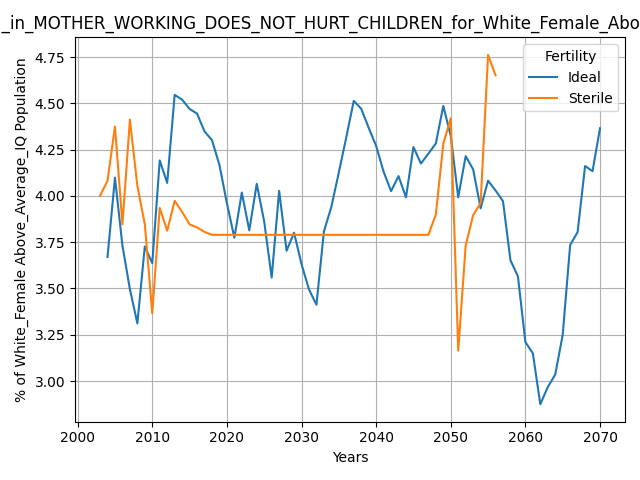 _in_MOTHER_WORKING_DOES_NOT_HURT_CHILDREN_for_White_Female_Abo
% of White_Female Above_Average_IQ Population
4.75
4.50
4.25
4.00
3.75
3.50
3.25
3.00
Fertility
Ideal
Sterile
2000 2010 2020 2030 2040 2050 2060 2070
Years